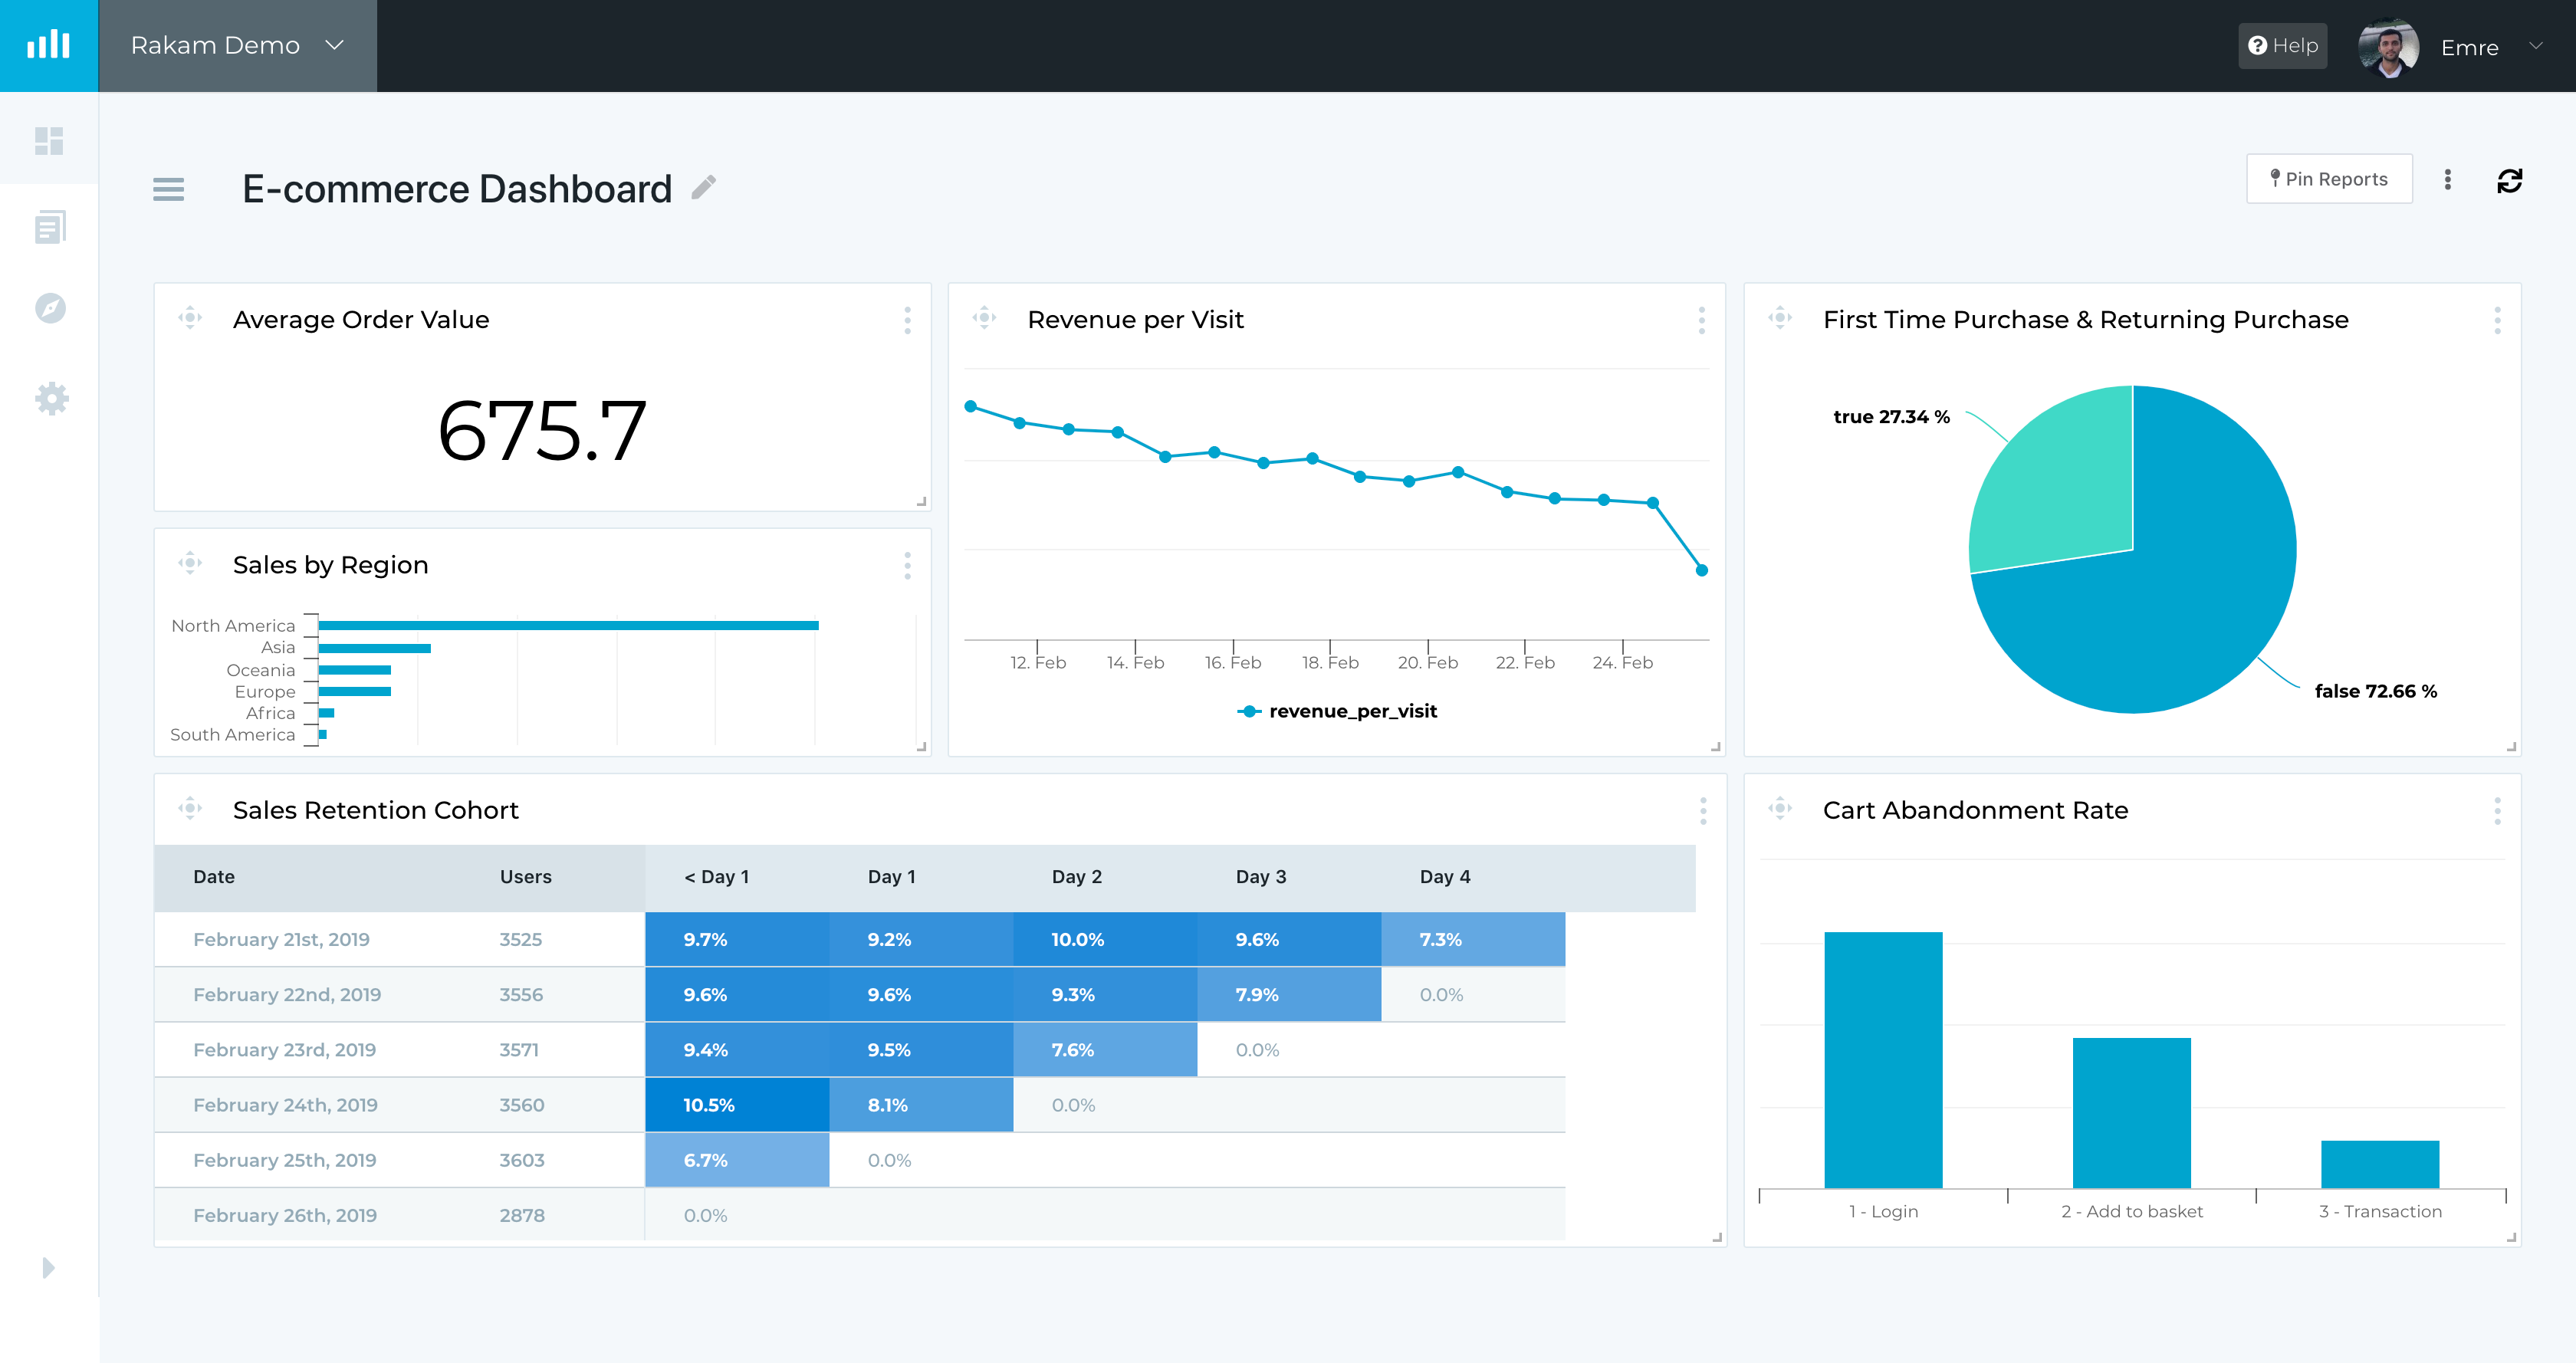 Rakam Demo
Help
Emre
E-commerce Dashboard
Pin Reports
Average Order Value
675.7
Revenue per Visit
12. Feb 14. Feb 16. Feb 18. Feb 20. Feb 22. Feb 24. Feb
revenue_per_visit
First Time Purchase & Returning Purchase
true 27.34 %
false 72.66 %
Sales by Region
North America
Asia
Oceania
Europe
Africa
South America
Sales Retention Cohort
Date Users < Day 1 Day 1 Day 2 Day 3 Day 4
February 21st, 2019 3525 9.7% 9.2% 10.0% 9.6% 7.3%
February 22nd, 2019 3556 9.6% 9.6% 9.3% 7.9% 0.0%
February 23rd, 2019 3571 9.4% 9.5% 7.6% 0.0%
February 24th, 2019 3560 10.5% 8.1% 0.0%
February 25th, 2019 3603 6.7% 0.0%
February 26th, 2019 2878 0.0%
Cart Abandonment Rate
1 - Login 2 - Add to basket 3 - Transaction